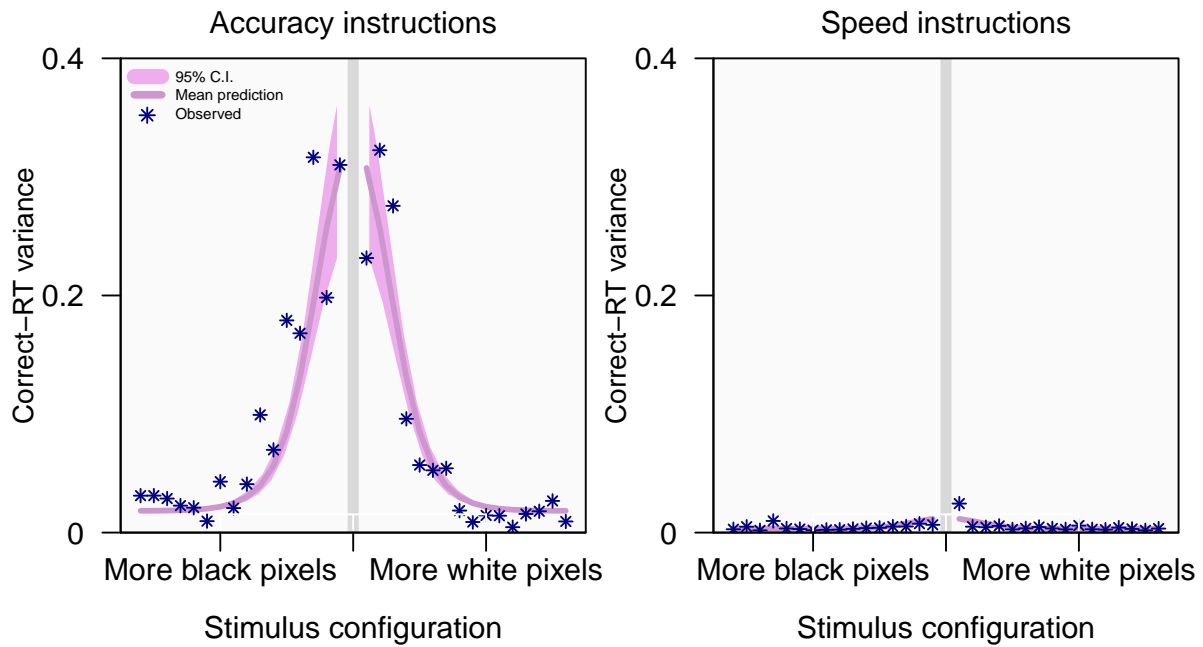 Accuracy instructions
0.4
95% C.I.
Mean prediction
Observed
Correct−RT variance
0.2
0
More black pixels
More white pixels
Stimulus configuration
Speed instructions
0.4
Correct−RT variance
0.2
0
More black pixels
More white pixels
Stimulus configuration